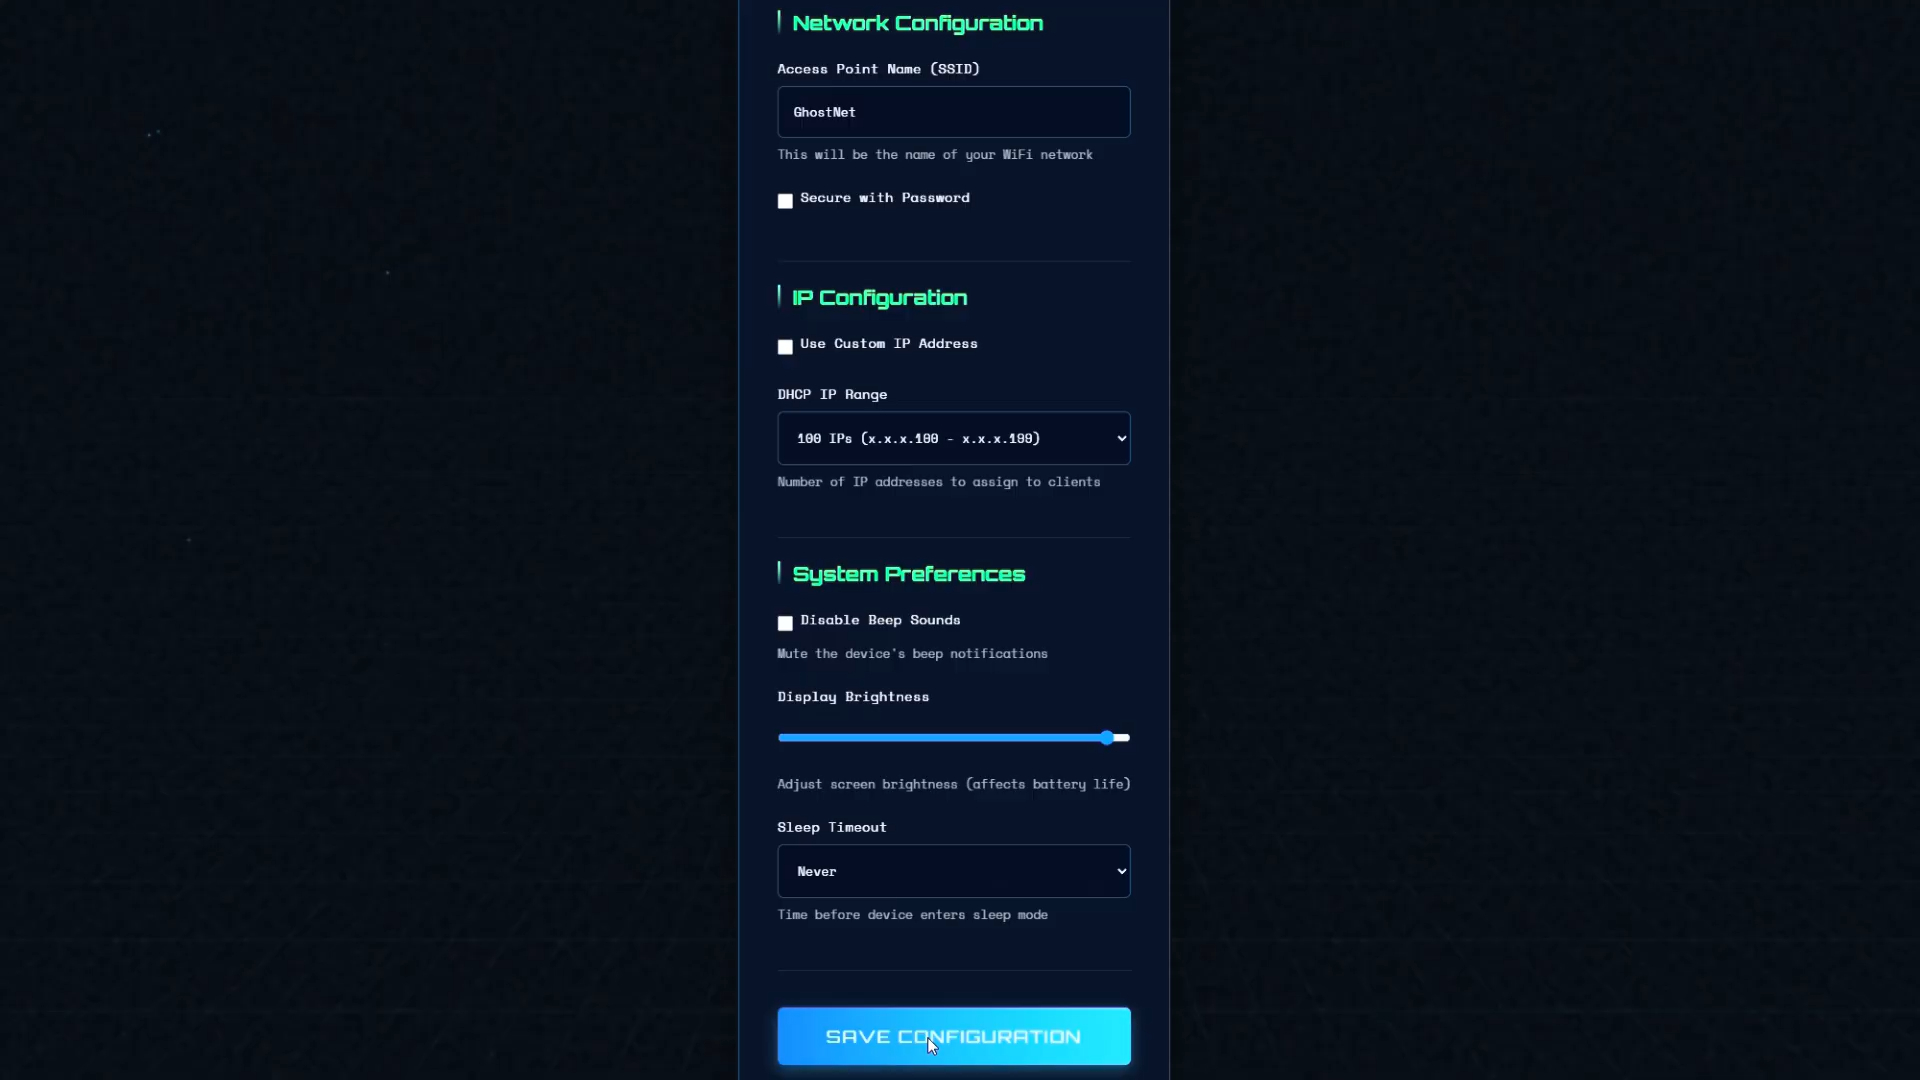 Network Configuration
Access Point Name (SSID)
GhostNet
This will be the name of your WiFi network
Secure with Password
IP Configuration
Use Custom IP Address
DHCP IP Range
100 IPs (x.x.x.100 - x.x.x.199)
Number of IP addresses to assign to clients
System Preferences
Disable Beep Sounds
Mute the device's beep notifications
Display Brightness
Adjust screen brightness (affects battery life)
Sleep Timeout
Never
Time before device enters sleep mode
SAVE CONFIGURATION